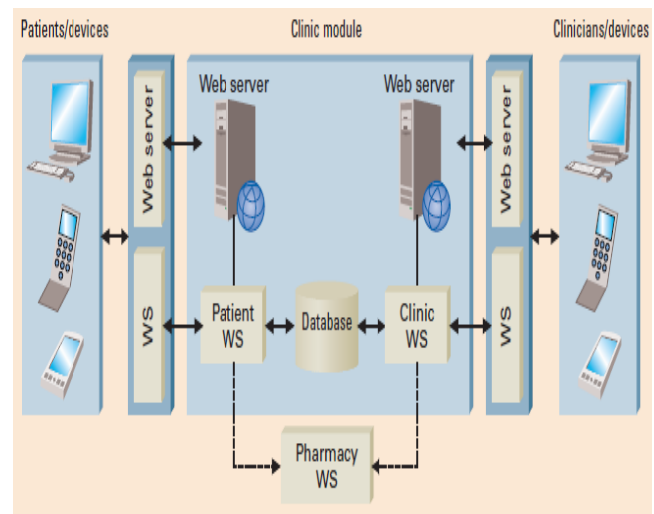 Patients/devices
Clinic module
Clinicians/devices
Web server
Web server
Web server
Web server
WS
Patient
WS
Database
Clinic
WS
WS
Pharmacy
WS